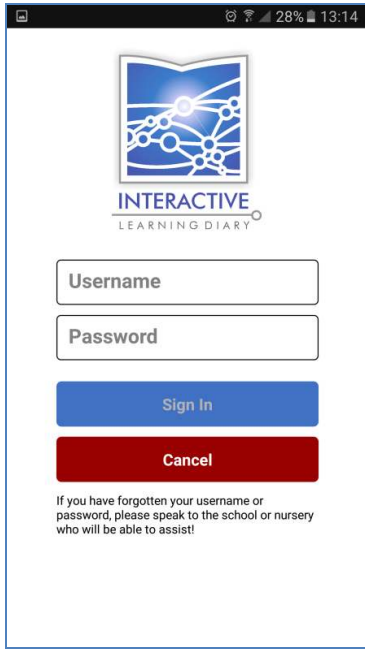 28% 13:14
INTERACTIVE
LEARNING DIARY
Username
Password
Sign In
Cancel
If you have forgotten your username or
password, please speak to the school or nursery
who will be able to assist!